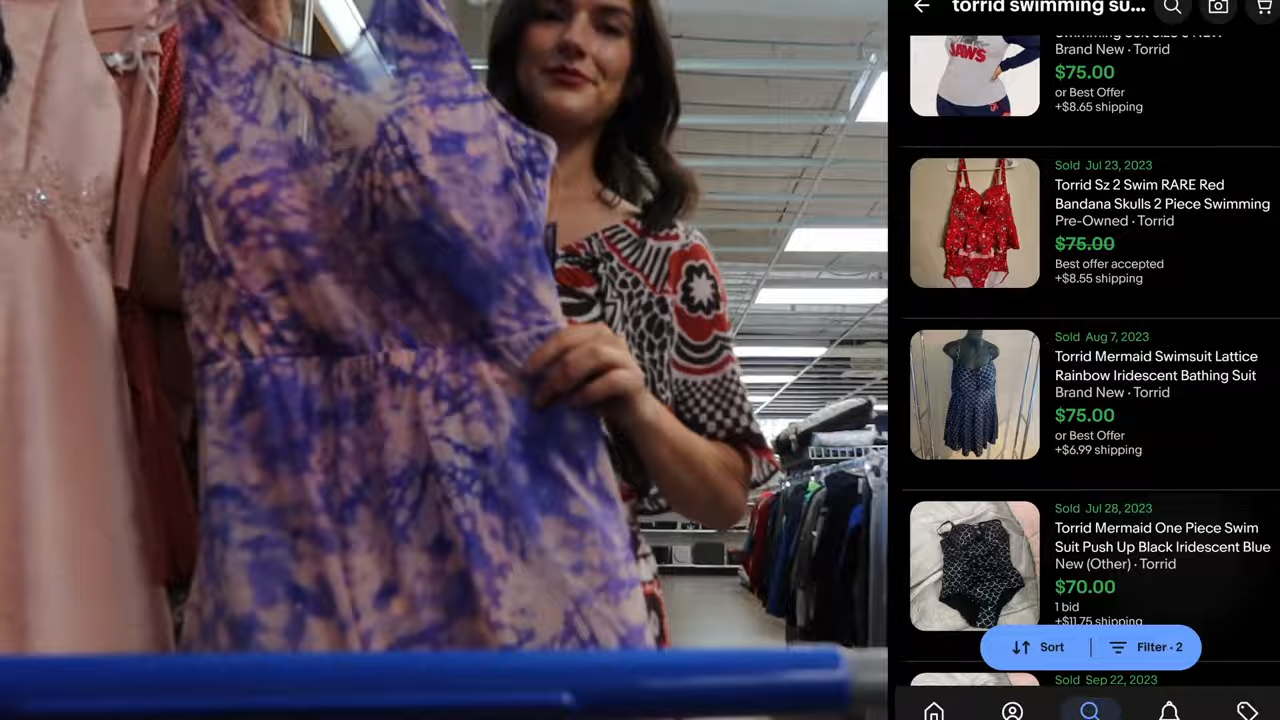 torrid swimming su...
JAWS
Brand New · Torrid
$75.00
or Best Offer
+$8.65 shipping
Sold Jul 23, 2023
Torrid Sz 2 Swim RARE Red
Bandana Skulls 2 Piece Swimming
Pre-Owned · Torrid
$75.00
Best offer accepted
+$8.55 shipping
Sold Aug 7, 2023
Torrid Mermaid Swimsuit Lattice
Rainbow Iridescent Bathing Suit
Brand New · Torrid
$75.00
or Best Offer
+$6.99 shipping
Sold Jul 28, 2023
Torrid Mermaid One Piece Swim
Suit Push Up Black Iridescent Blue
New (Other) · Torrid
$70.00
1 bid
+$11.75 shipping
Sort
Filter · 2
Sold Sep 22, 2023